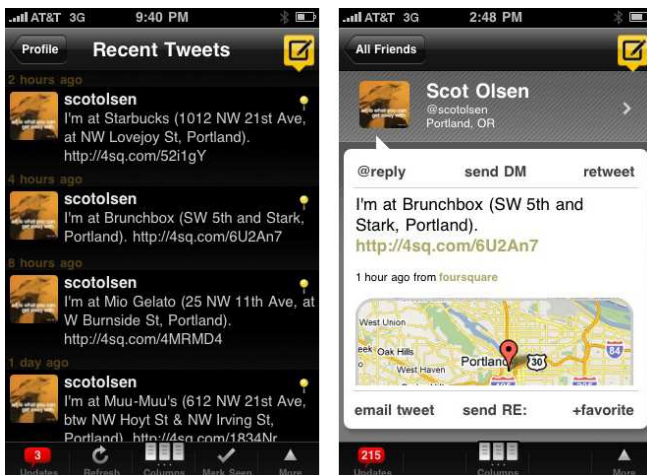 AT&T 3G 9:40 PM
Profile Recent Tweets
2 hours ago
scotolsen
I'm at Starbucks (1012 NW 21st Ave,
at NW Lovejoy St, Portland).
http://4sq.com/52i1gY
4 hours ago
scotolsen
I'm at Brunchbox (SW 5th and Stark,
Portland). http://4sq.com/6U2An7
8 hours ago
scotolsen
I'm at Mio Gelato (25 NW 11th Ave, at
W Burnside St, Portland).
http://4sq.com/4MRMD4
1 day ago
scotolsen
I'm at Muu-Muu's (612 NW 21st Ave,
btw NW Hoyt St & NW Irving St,
Portland) http://4sq.com/1834Nr
3
Updates Refresh Columns Mark Seen More
AT&T 3G 2:48 PM
All Friends
Scot Olsen
@scotolsen
Portland, OR
@reply send DM retweet
I'm at Brunchbox (SW 5th and
Stark, Portland).
http://4sq.com/6U2An7
1 hour ago from foursquare
West Union
eek Oak Hills
West Haven
Portland
30
84
email tweet send RE: +favorite
215
Updates Columns More